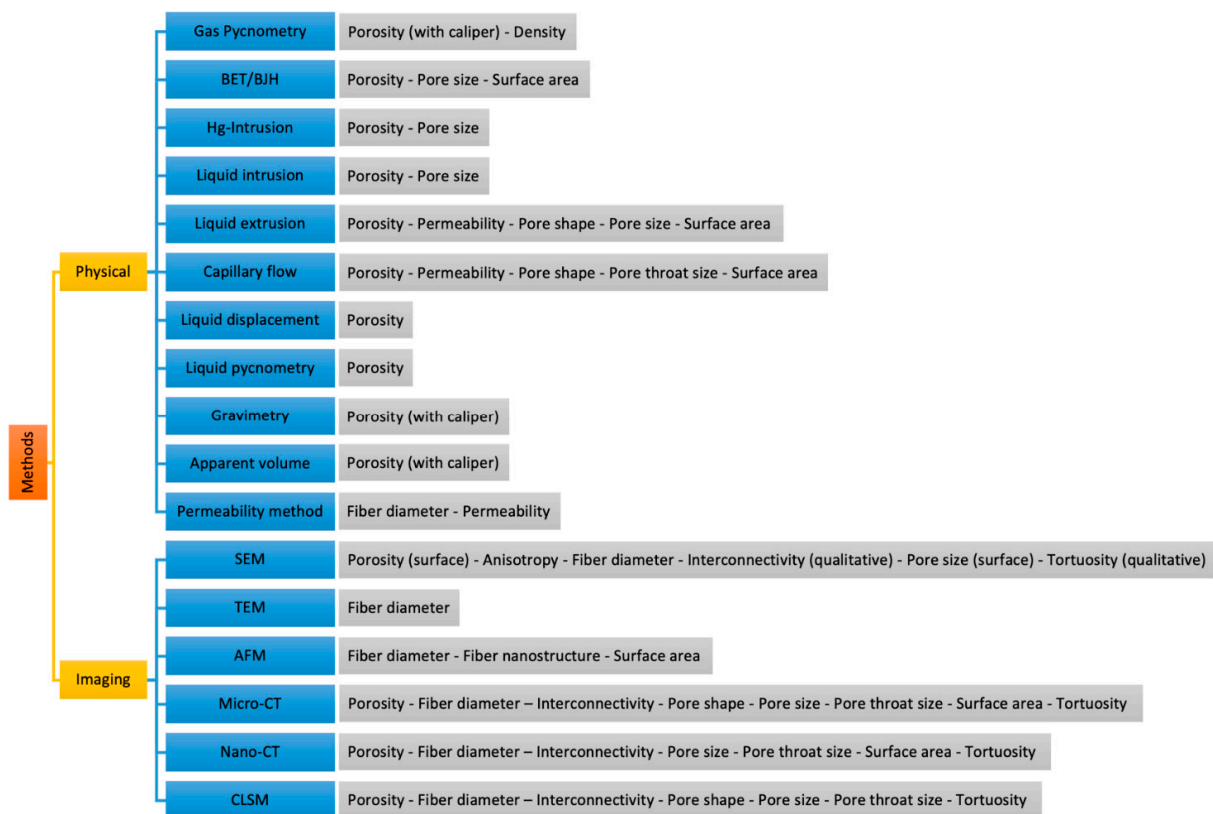 Gas Pycnometry Porosity (with caliper) - Density
BET/BJH Porosity - Pore size - Surface area
Hg-Intrusion Porosity - Pore size
Liquid intrusion Porosity - Pore size
Liquid extrusion Porosity - Permeability - Pore shape - Pore size - Surface area
Physical Capillary flow Porosity - Permeability - Pore shape - Pore throat size - Surface area
Liquid displacement Porosity
Liquid pycnometry Porosity
Gravimetry Porosity (with caliper)
Methods
Apparent volume Porosity (with caliper)
Permeability method Fiber diameter - Permeability
SEM Porosity (surface) - Anisotropy - Fiber diameter - Interconnectivity (qualitative) - Pore size (surface) - Tortuosity (qualitative)
TEM Fiber diameter
AFM Fiber diameter - Fiber nanostructure - Surface area
Imaging
Micro-CT Porosity - Fiber diameter – Interconnectivity - Pore shape - Pore size - Pore throat size - Surface area - Tortuosity
Nano-CT Porosity - Fiber diameter – Interconnectivity - Pore size - Pore throat size - Surface area - Tortuosity
CLSM Porosity - Fiber diameter – Interconnectivity - Pore shape - Pore size - Pore throat size - Tortuosity